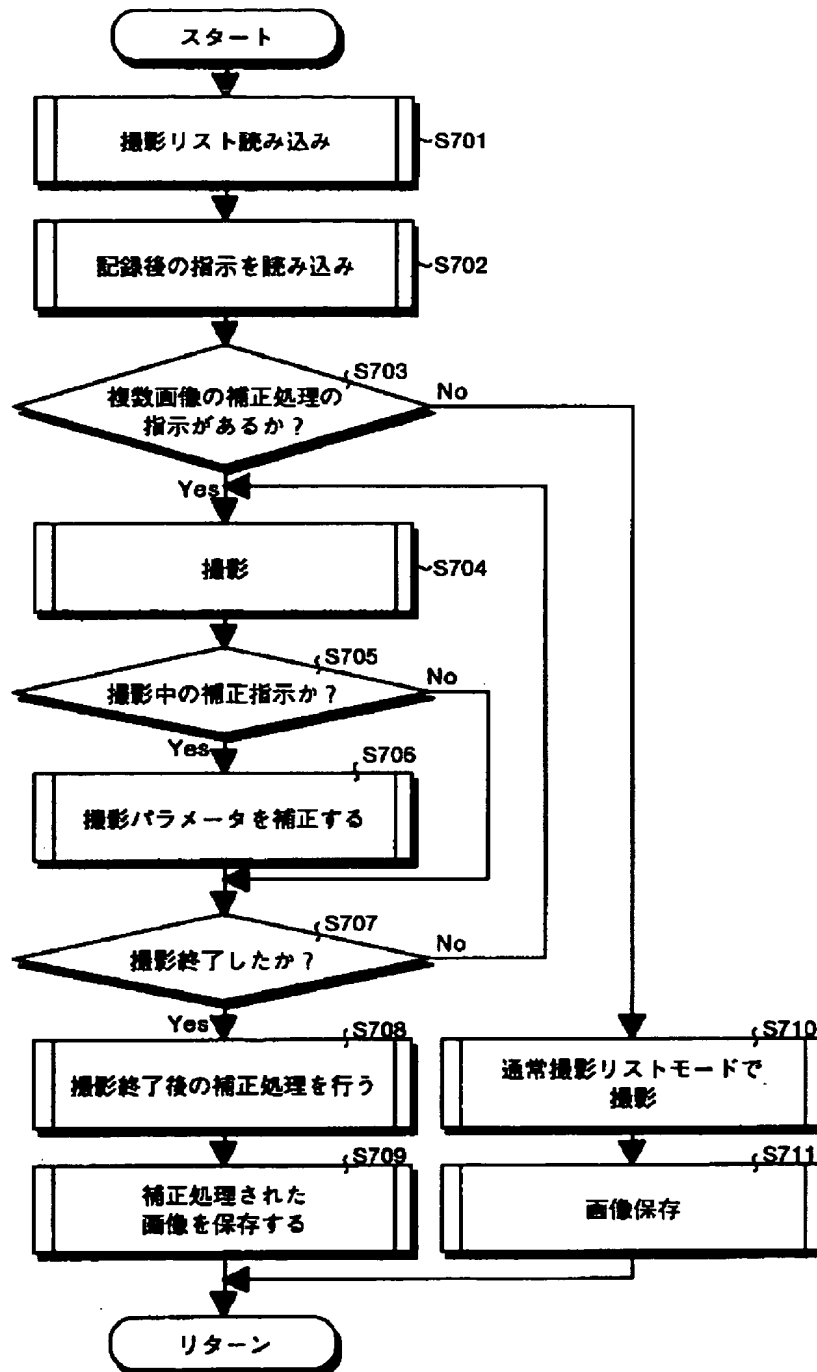 スタート
撮影リスト読み込み
S701
記録後の指示を読み込み
S702
S703
複数画像の補正処理の
指示があるか?
No
Yes
撮影
S704
S705
撮影中の補正指示か?
No
Yes
S706
撮影パラメータを補正する
S707
撮影終了したか?
No
Yes
S708
撮影終了後の補正処理を行う
S710
通常撮影リストモードで
撮影
S709
補正処理された
画像を保存する
S711
画像保存
リターン